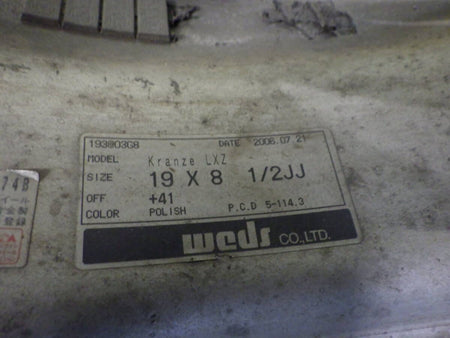 193803G8 DATE 2006.07.21
MODEL Kranze LXZ
SIZE 19 X 8 1/2JJ
OFF +41
COLOR POLISH P.C.D 5-114.3
weds CO.,LTD.
74B